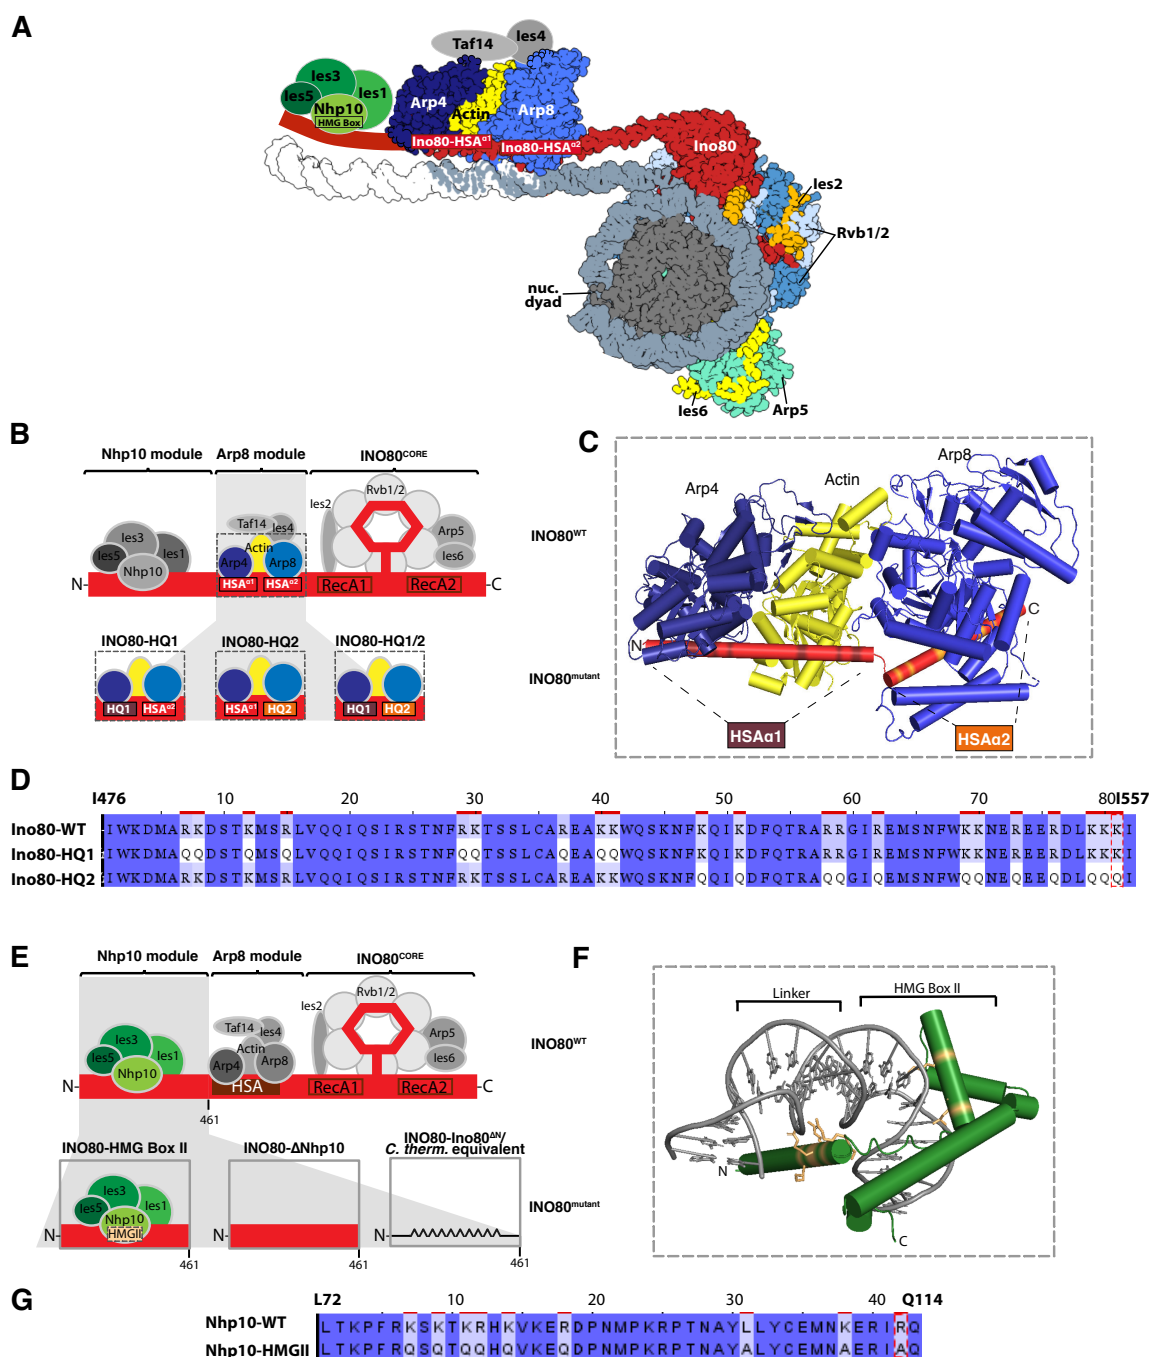 A
Taf14
Ies4
Ies3
Ies5
Ies1
Nhp10
HMG Box
Arp4
Actin
Arp8
Ino80-HSAα1
Ino80-HSAα2
Ino80
Ies2
Rvb1/2
nuc.
dyad
Ies6
Arp5
B
Nhp10 module
Arp8 module
INO80CORE
Ies3
Ies5
Ies1
Nhp10
Taf14
Ies4
Actin
Arp4
Arp8
HSAα1
HSAα2
Ies2
Rvb1/2
Arp5
Ies6
N-
RecA1
RecA2
-C
INO80-HQ1
INO80-HQ2
INO80-HQ1/2
HQ1
HSAα2
HSAα1
HQ2
HQ1
HQ2
INO80WT
INO80mutant
C
Arp4
Actin
Arp8
N
C
HSAα1
HSAα2
D
I476 10 20 30 40 50 60 70 80 I557
Ino80-WT IWKDMARKDSTKMSRLVQQIQSIRSTNFRKTSSLCAREAKKWQSKNFKQIKDFQTRARRGIREMSNFWKKNEREERDLKKKI
Ino80-HQ1 IWKDMAQQDSTQMSQLVQQIQSIRSTNFQQTSSLCAQEAQQWQSKNFKQIKDFQTRARRGIREMSNFWKKNEREERDLKKKI
Ino80-HQ2 IWKDMARKDSTKMSRLVQQIQSIRSTNFRKTSSLCAREAKKWQSKNFQQIQDFQTRAQQGIQEMSNFWQQNEQEEQDLQQQI
E
Nhp10 module
Arp8 module
INO80CORE
Ies3
Ies5
Ies1
Nhp10
Taf14
Ies4
Actin
Arp4
Arp8
HSA
Ies2
Rvb1/2
Arp5
Ies6
N-
RecA1
RecA2
-C
461
INO80-HMG Box II
INO80-ΔNhp10
INO80-Ino80ΔN/
C. therm. equivalent
Ies3
Ies5
Ies1
Nhp10
HMGII
N-
461
N-
461
N-
461
INO80WT
INO80mutant
F
Linker
HMG Box II
N
C
G
L72 10 20 30 40 Q114
Nhp10-WT LTKPFRKSKTKRHKVKERDPNMPKRPTNAYLLYCEMNKERIRQ
Nhp10-HMGII LTKPFRQSQTQQHQVKEQDPNMPKRPTNAYALYCEMNAERIAQ